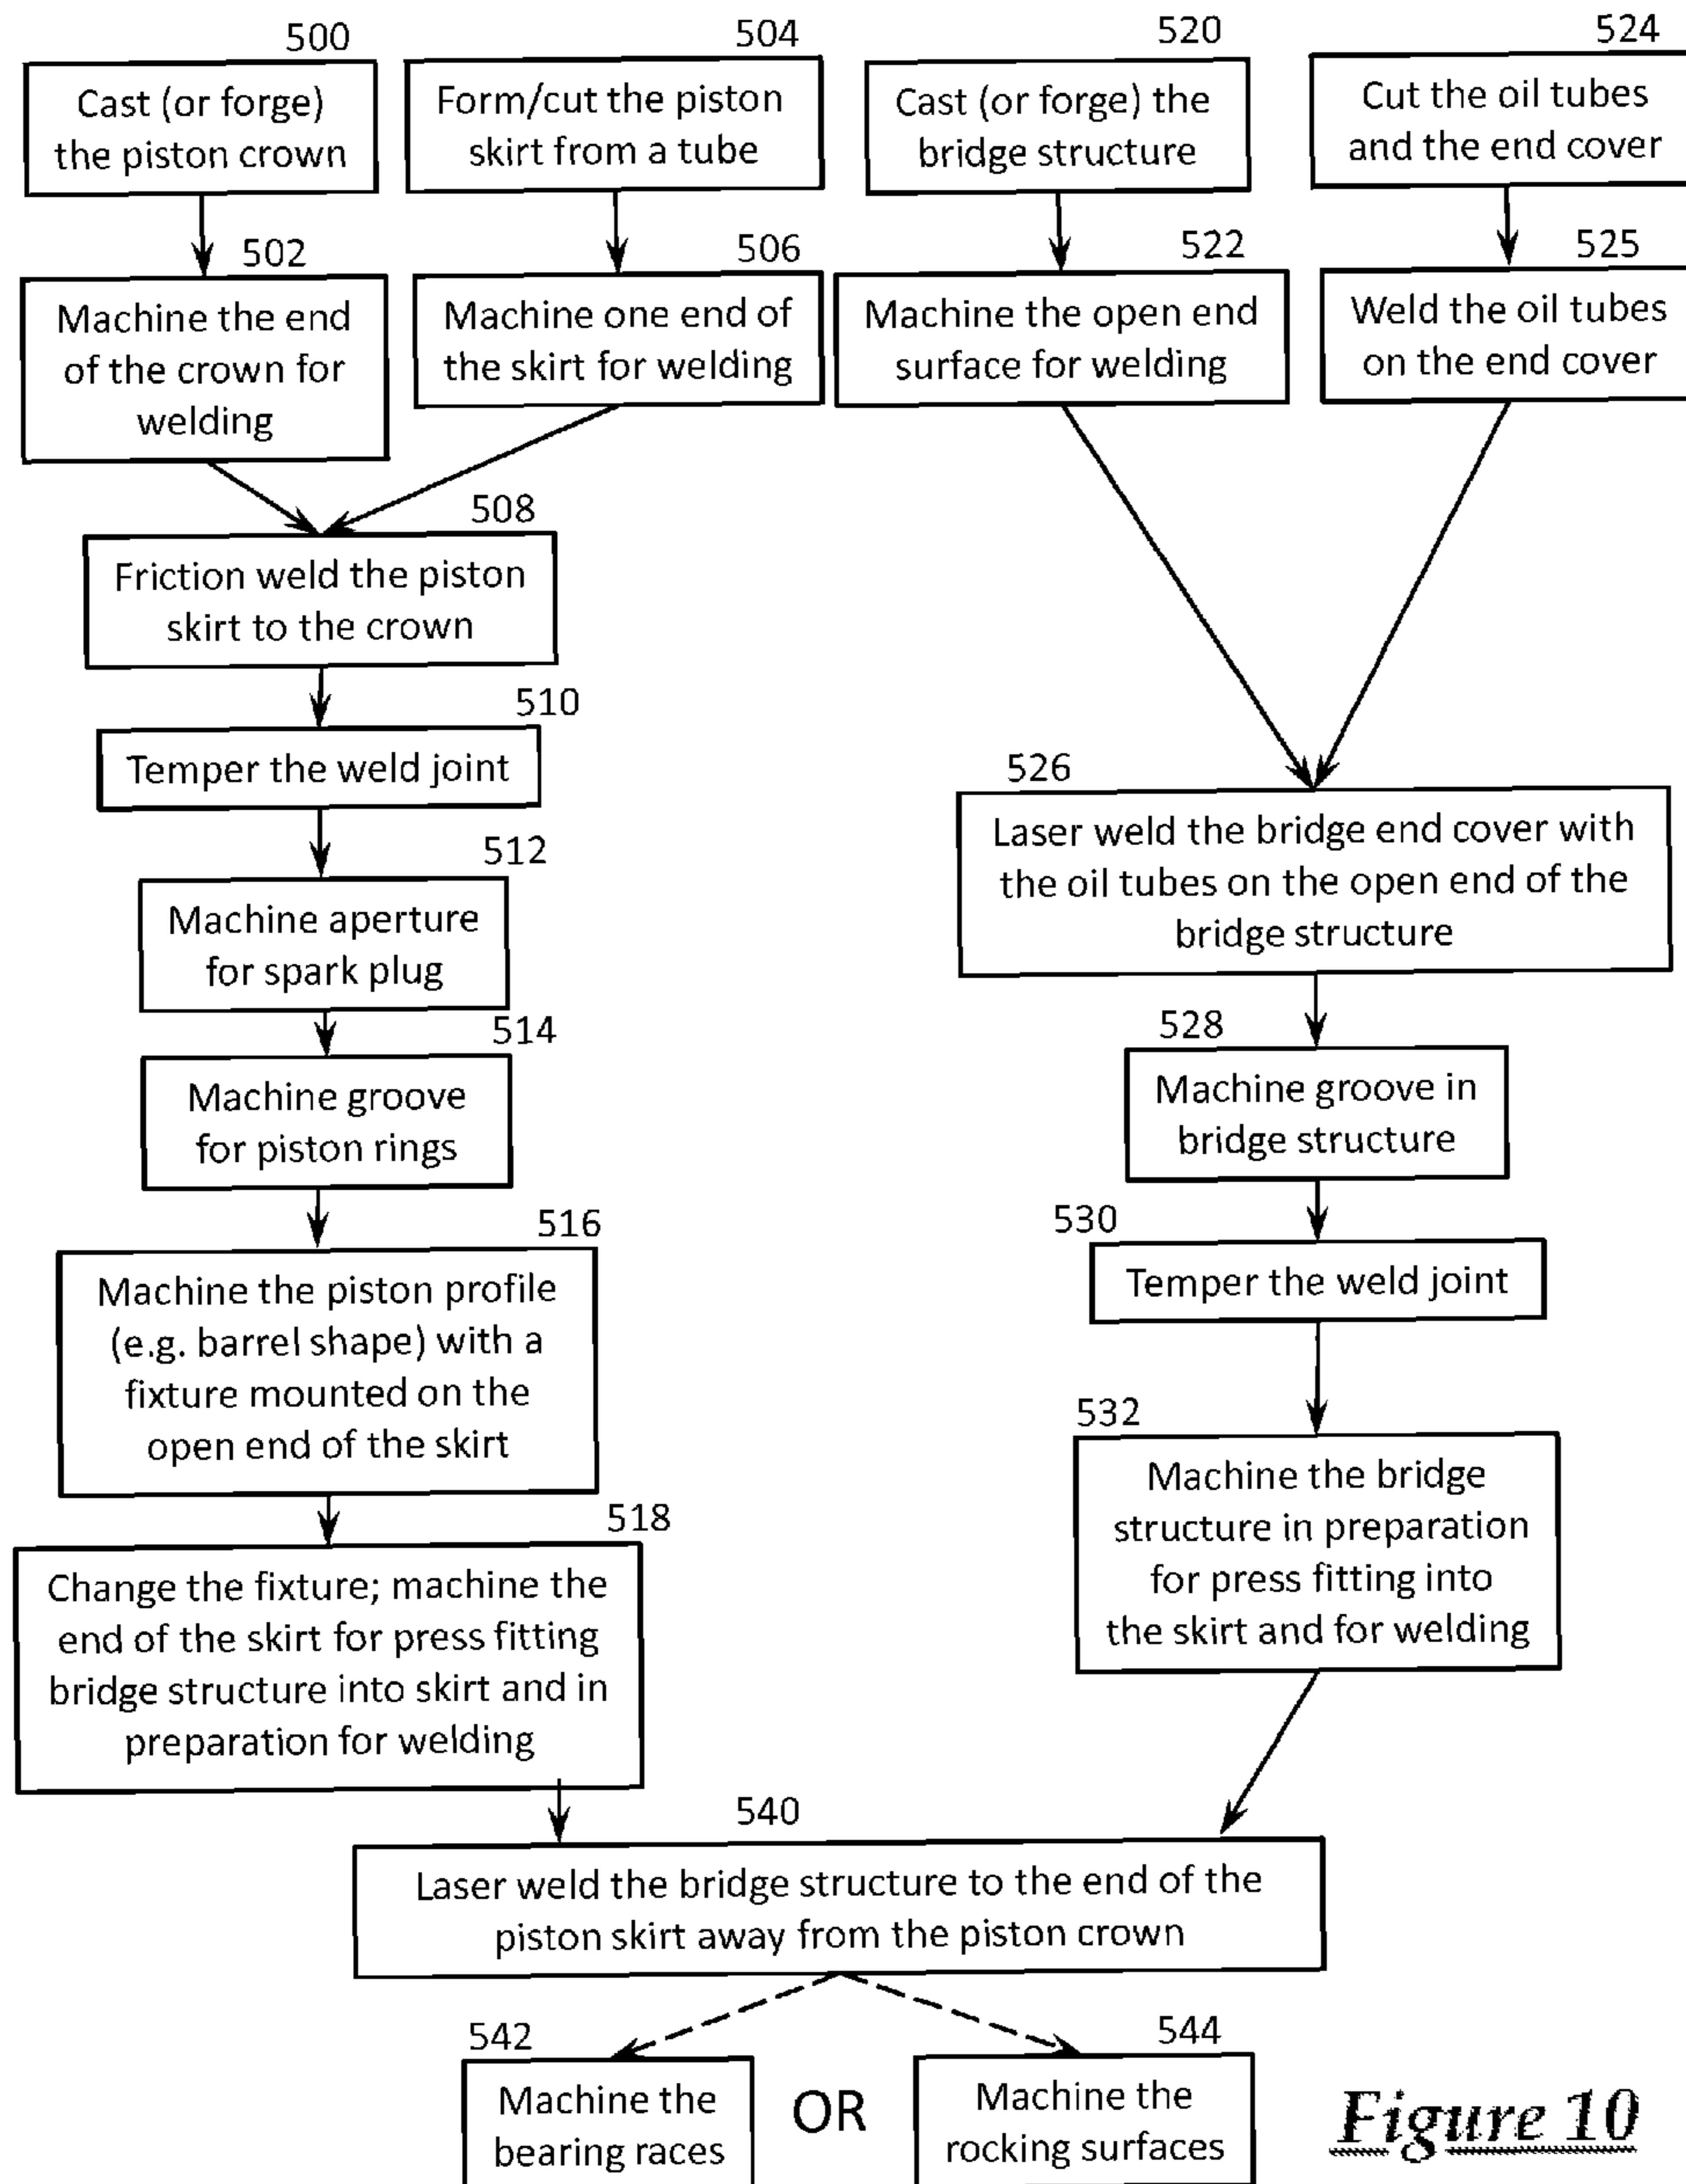 500
Cast (or forge)
the piston crown
504
Form/cut the piston
skirt from a tube
520
Cast (or forge) the
bridge structure
524
Cut the oil tubes
and the end cover
502
Machine the end
of the crown for
welding
506
Machine one end of
the skirt for welding
522
Machine the open end
surface for welding
525
Weld the oil tubes
on the end cover
508
Friction weld the piston
skirt to the crown
510
Temper the weld joint
512
Machine aperture
for spark plug
514
Machine groove
for piston rings
516
Machine the piston profile
(e.g. barrel shape) with a
fixture mounted on the
open end of the skirt
518
Change the fixture; machine the
end of the skirt for press fitting
bridge structure into skirt and in
preparation for welding
526
Laser weld the bridge end cover with
the oil tubes on the open end of the
bridge structure
528
Machine groove in
bridge structure
530
Temper the weld joint
532
Machine the bridge
structure in preparation
for press fitting into
the skirt and for welding
540
Laser weld the bridge structure to the end of the
piston skirt away from the piston crown
542
Machine the
bearing races
OR
544
Machine the
rocking surfaces
Figure 10